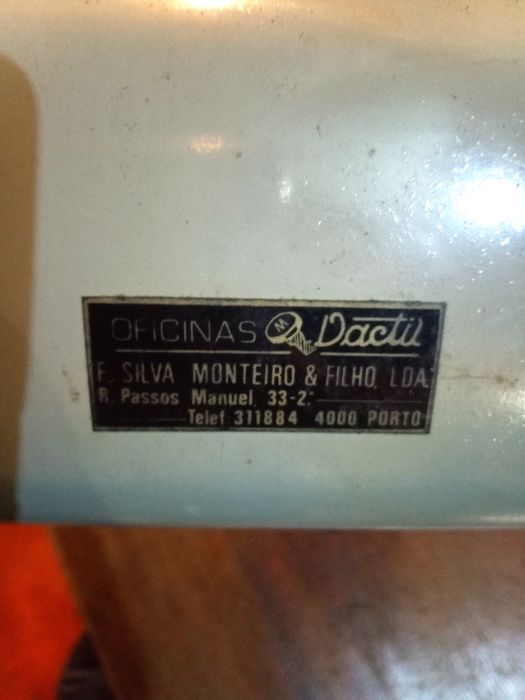 OFICINAS M Dactil
F. SILVA MONTEIRO & FILHO, LDA.
R. Passos Manuel, 33-2.º
Telef. 311884 4000 PORTO